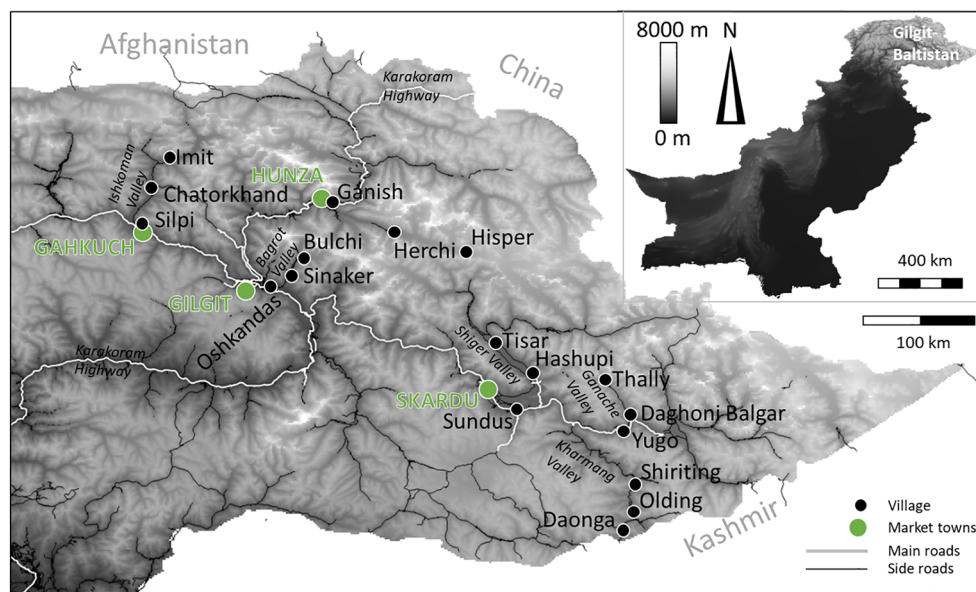 Afghanistan
China
Karakoram
Highway
8000 m
N
0 m
Gilgit-
Baltistan
400 km
100 km
Imit
Ishkoman
Valley
Chatorkhand
HUNZA
Ganish
Silpi
GAHKUCH
Bagrot
Valley
Bulchi
Sinaker
Herchi
Hisper
GILGIT
Oshkandas
Karakoram
Highway
Tisar
Shiger Valley
Hashupi
Ganache
Valley
Thally
SKARDU
Sundus
Daghoni Balgar
Yugo
Kharmang
Valley
Shiriting
Olding
Daonga
Kashmir
Village
Market towns
Main roads
Side roads